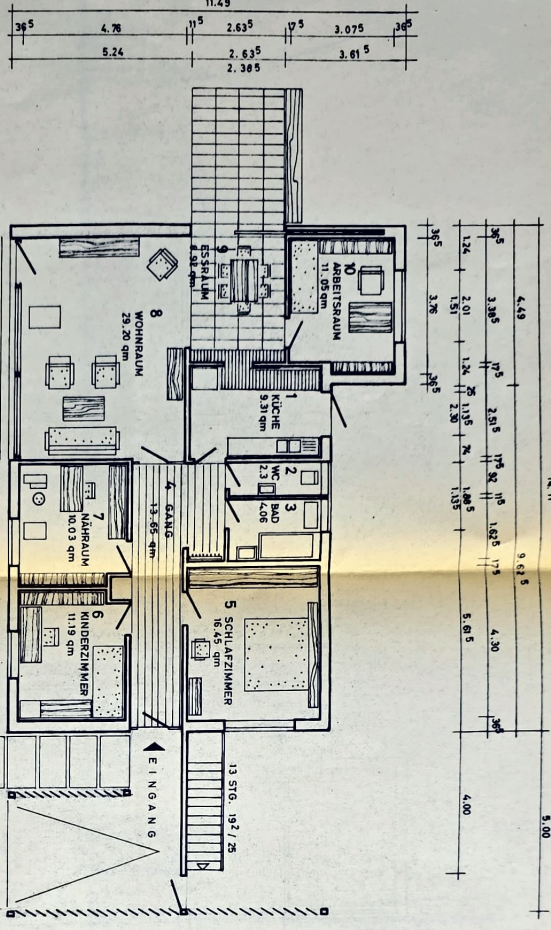 11.49
36⁵ 4.76 11⁵ 2.63⁵ 17⁵ 3.07⁵ 36⁵
5.24 2.63⁵ 3.61⁵
2.38⁵
10 ARBEITSRAUM
11.05 qm
9
ESSRAUM
8
WOHNRAUM
29.20 qm
1
KÜCHE
9.31 qm
2
WC
2.3
3
BAD
4.06
4 GANG
13.65 qm
7
NÄHRAUM
10.03 qm
6
KINDERZIMMER
11.19 qm
5 SCHLAFZIMMER
16.45 qm
EINGANG
13 STG. 19²/25
36⁵ 3.76 36⁵
1.24 2.01 1.24 26 1.13⁵ 74 1.88⁵ 5.61⁵ 4.00
1.51 2.30 1.13⁵
36⁵ 3.38⁵ 17⁵ 2.51⁵ 17⁵ 92 11⁵ 1.62⁵ 17⁵ 4.30 36⁵
4.49 9.62⁵
5.00